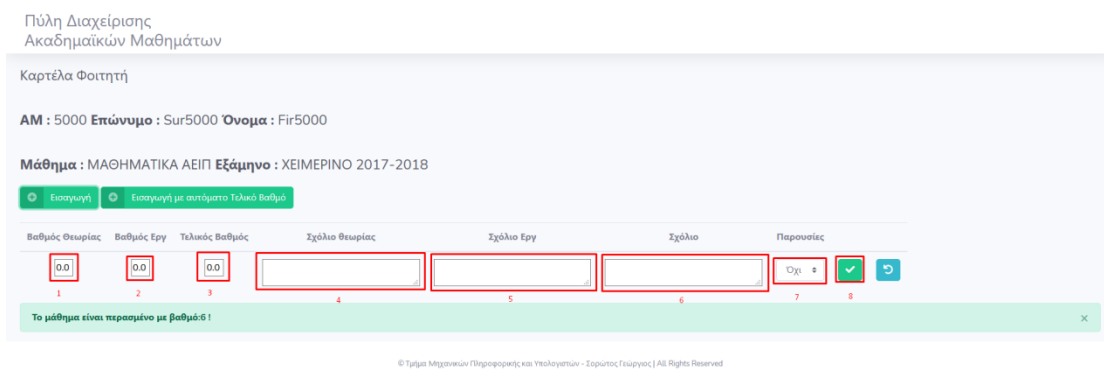 Πύλη Διαχείρισης
Ακαδημαϊκών Μαθημάτων
Καρτέλα Φοιτητή
ΑΜ : 5000 Επώνυμο : Sur5000 Όνομα : Fir5000
Μάθημα : ΜΑΘΗΜΑΤΙΚΑ ΑΕΙΠ Εξάμηνο : ΧΕΙΜΕΡΙΝΟ 2017-2018
Εισαγωγή Εισαγωγή με αυτόματο Τελικό Βαθμό
Βαθμός Θεωρίας Βαθμός Εργ Τελικός Βαθμός Σχόλιο θεωρίας Σχόλιο Εργ Σχόλιο Παρουσίες
0.0 0.0 0.0 Όχι
1 2 3 4 5 6 7 8
Το μάθημα είναι περασμένο με βαθμό:6 !
© Τμήμα Μηχανικών Πληροφορικής και Υπολογιστών - Σορώτος Γεώργιος | All Rights Reserved